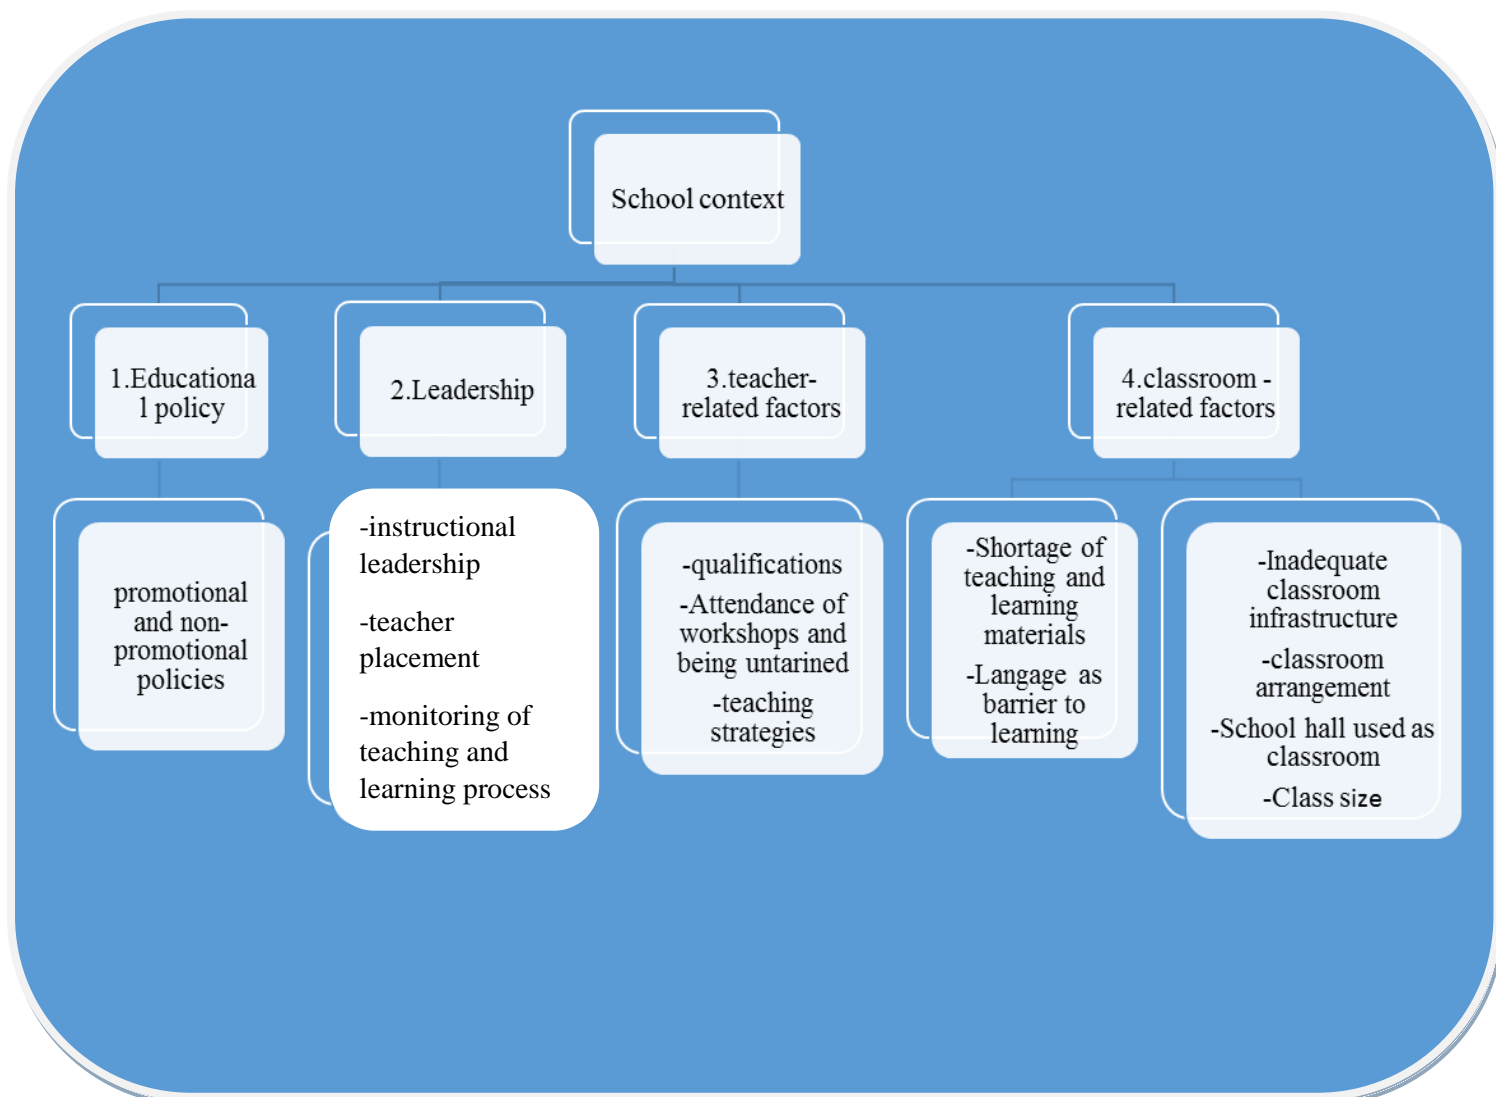 School context
1.Educationa
l policy
2.Leadership
3.teacher-
related factors
4.classroom -
related factors
promotional
and non-
promotional
policies
-instructional
leadership
-teacher
placement
-monitoring of
teaching and
learning process
-qualifications
-Attendance of
workshops and
being untarined
-teaching
strategies
-Shortage of
teaching and
learning
materials
-Langage as
barrier to
learning
-Inadequate
classroom
infrastructure
-classroom
arrangement
-School hall used as
classroom
-Class size